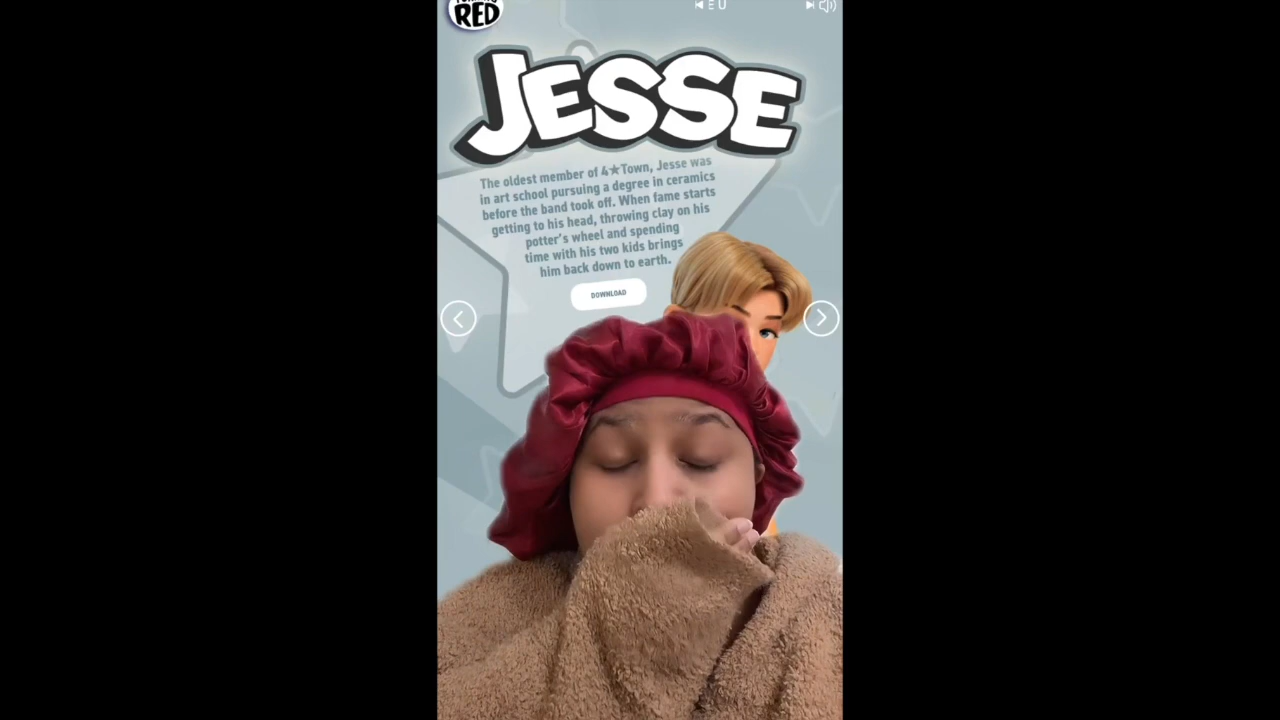 RED
JESSE
The oldest member of 4★Town, Jesse was
in art school pursuing a degree in ceramics
before the band took off. When fame starts
getting to his head, throwing clay on his
potter's wheel and spending
time with his two kids brings
him back down to earth.
DOWNLOAD